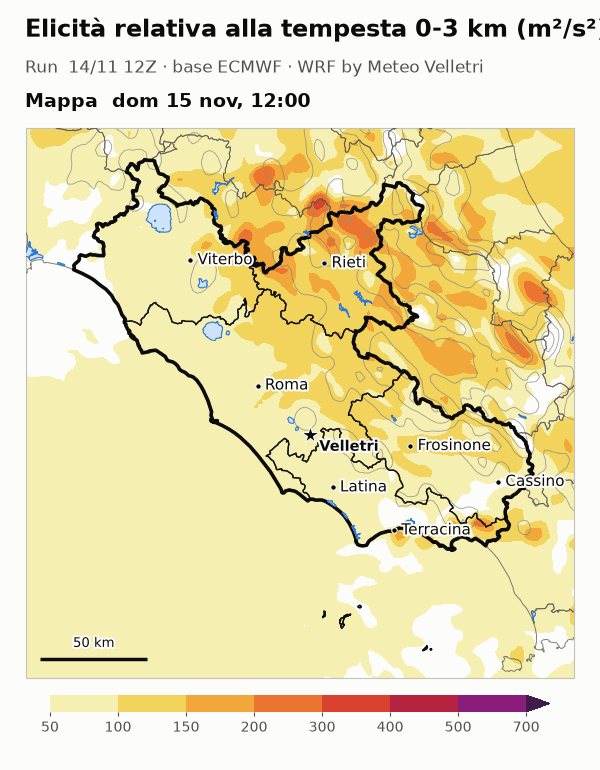 Elicità relativa alla tempesta 0-3 km (m²/s²)
Run 14/11 12Z · base ECMWF · WRF by Meteo Velletri
Mappa dom 15 nov, 12:00
Viterbo
Rieti
Roma
Velletri
Frosinone
Cassino
Latina
Terracina
50 km
50 100 150 200 300 400 500 700